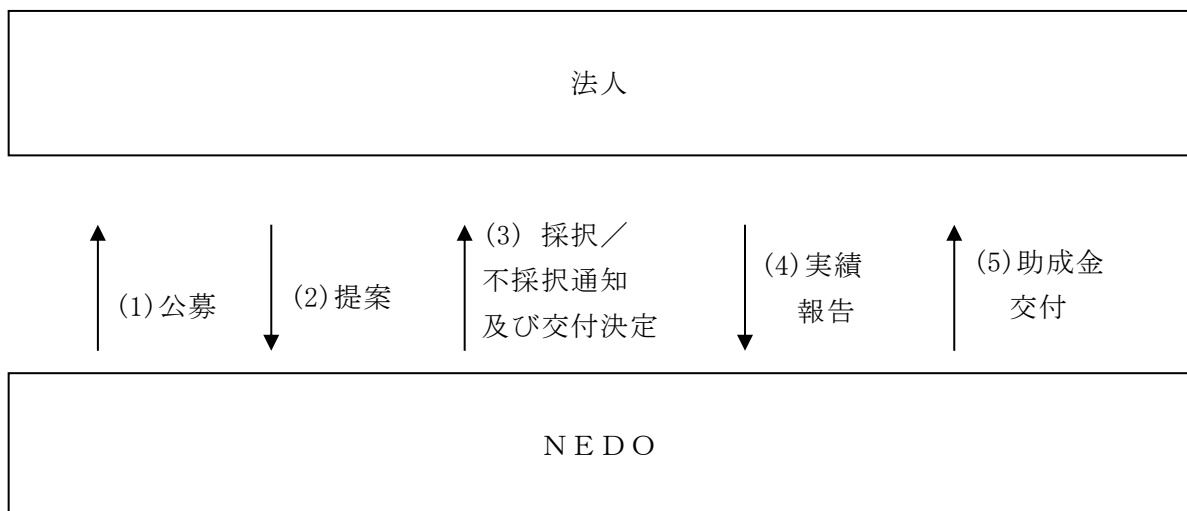 法人
(1)公募
(2)提案
(3) 採択／
不採択通知
及び交付決定
(4)実績
報告
(5)助成金
交付
ＮＥＤＯ